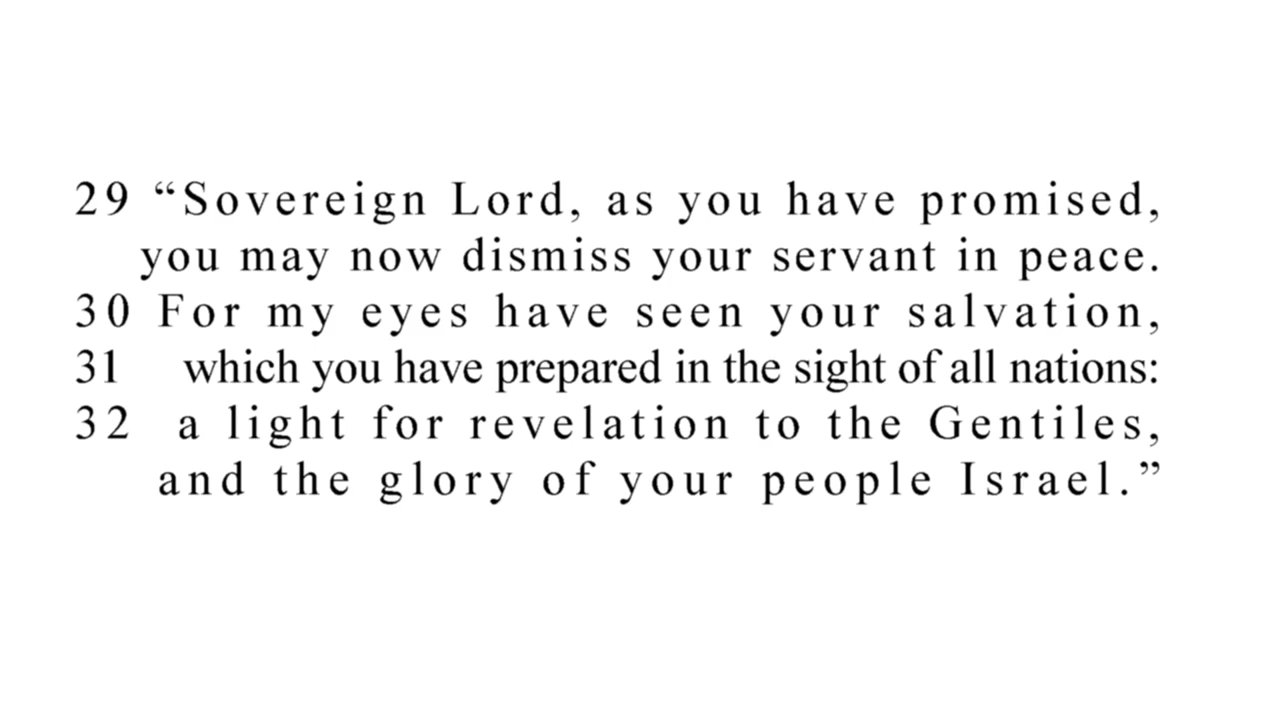 29 “Sovereign Lord, as you have promised,
you may now dismiss your servant in peace.
30 For my eyes have seen your salvation,
31 which you have prepared in the sight of all nations:
32 a light for revelation to the Gentiles,
and the glory of your people Israel.”